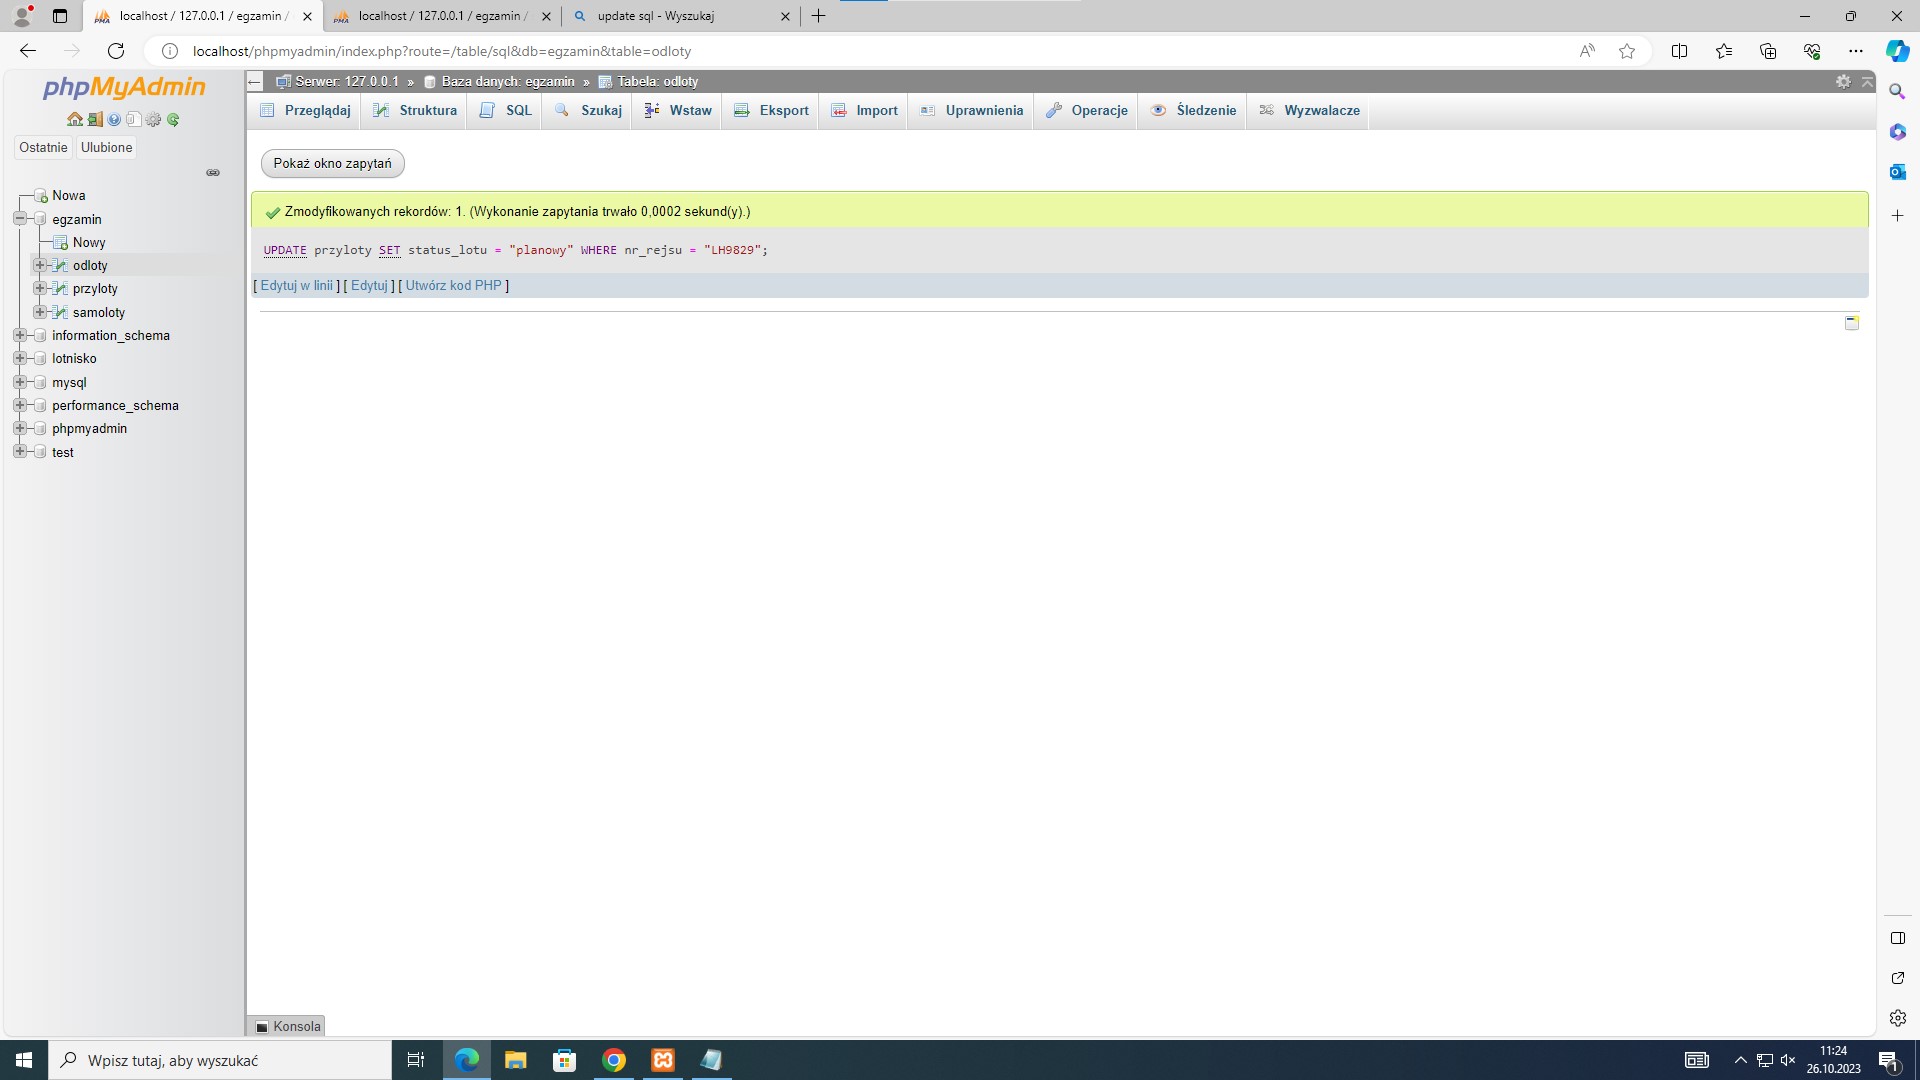 localhost / 127.0.0.1 / egzamin /
localhost / 127.0.0.1 / egzamin /
update sql - Wyszukaj
localhost/phpmyadmin/index.php?route=/table/sql&db=egzamin&table=odloty
phpMyAdmin
Ostatnie
Ulubione
Nowa
egzamin
Nowy
odloty
przyloty
samoloty
information_schema
lotnisko
mysql
performance_schema
phpmyadmin
test
Serwer: 127.0.0.1 » Baza danych: egzamin » Tabela: odloty
Przeglądaj Struktura SQL Szukaj Wstaw Eksport Import Uprawnienia Operacje Śledzenie Wyzwalacze
Pokaż okno zapytań
Zmodyfikowanych rekordów: 1. (Wykonanie zapytania trwało 0,0002 sekund(y).)
UPDATE przyloty SET status_lotu = "planowy" WHERE nr_rejsu = "LH9829";
[ Edytuj w linii ] [ Edytuj ] [ Utwórz kod PHP ]
Konsola
Wpisz tutaj, aby wyszukać
11:24
26.10.2023
1